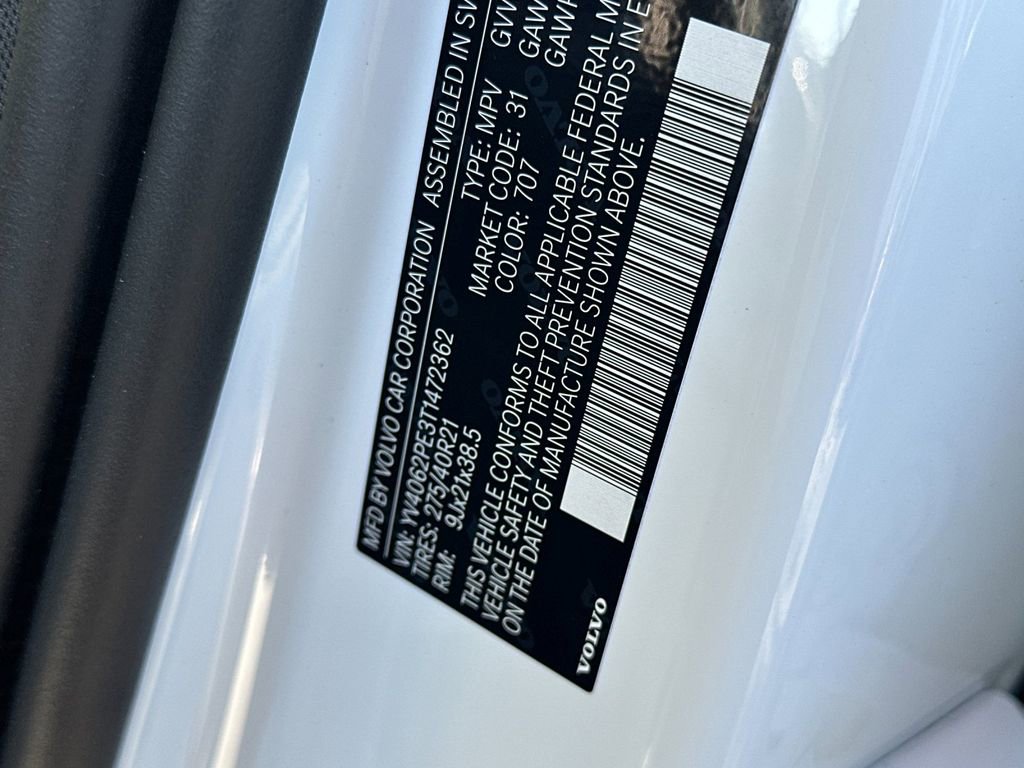 MFD BY VOLVO CAR CORPORATION ASSEMBLED IN SW
VIN: YV4062PE3T1472362 TYPE: MPV GVW
TIRES: 275/40R21 MARKET CODE: 31 GAW
RIM: 9Jx21x38.5 COLOR: 707 GAWR
THIS VEHICLE CONFORMS TO ALL APPLICABLE FEDERAL M
VEHICLE SAFETY AND THEFT PREVENTION STANDARDS IN E
ON THE DATE OF MANUFACTURE SHOWN ABOVE.
VOLVO